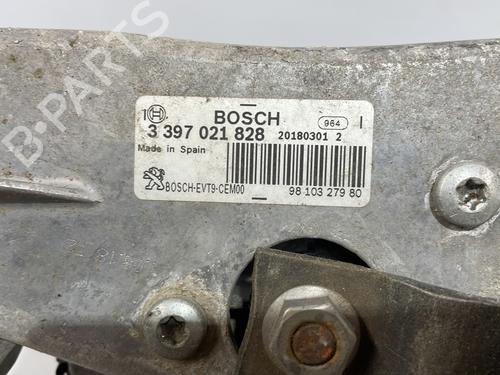 BOSCH
964
3 397 021 828 20180301 2
Made in Spain
BOSCH-EVT9-CEM00
98 103 279 80
B-Parts